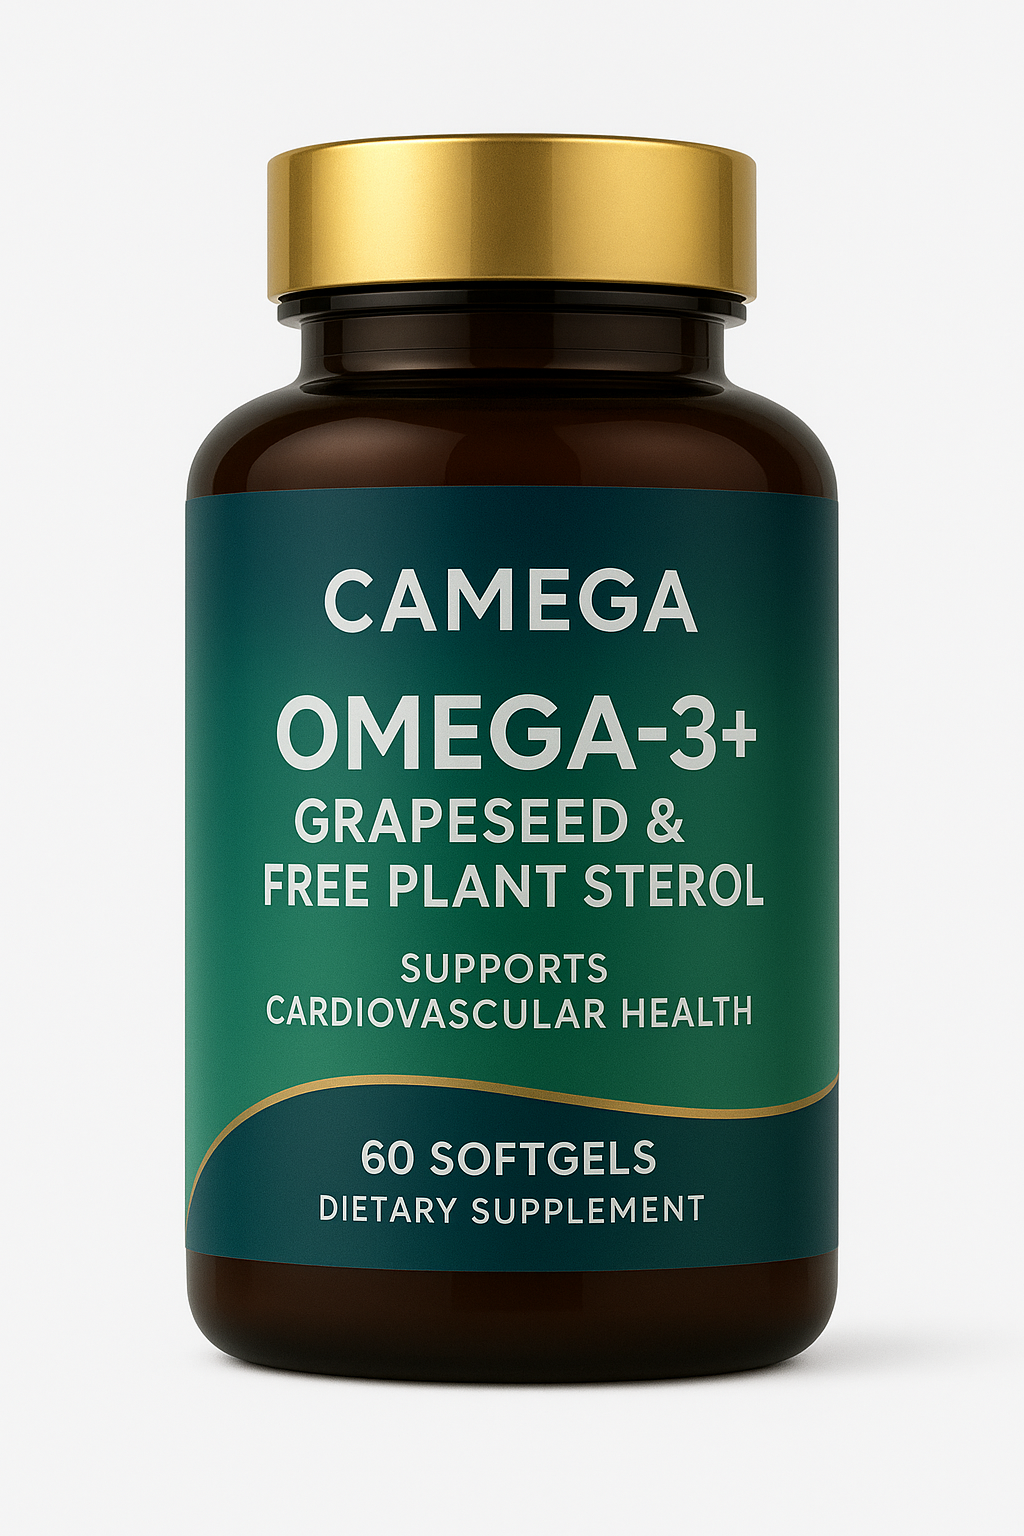 CAMEGA
OMEGA-3+
GRAPESEED &
FREE PLANT STEROL
SUPPORTS
CARDIOVASCULAR HEALTH
60 SOFTGELS
DIETARY SUPPLEMENT